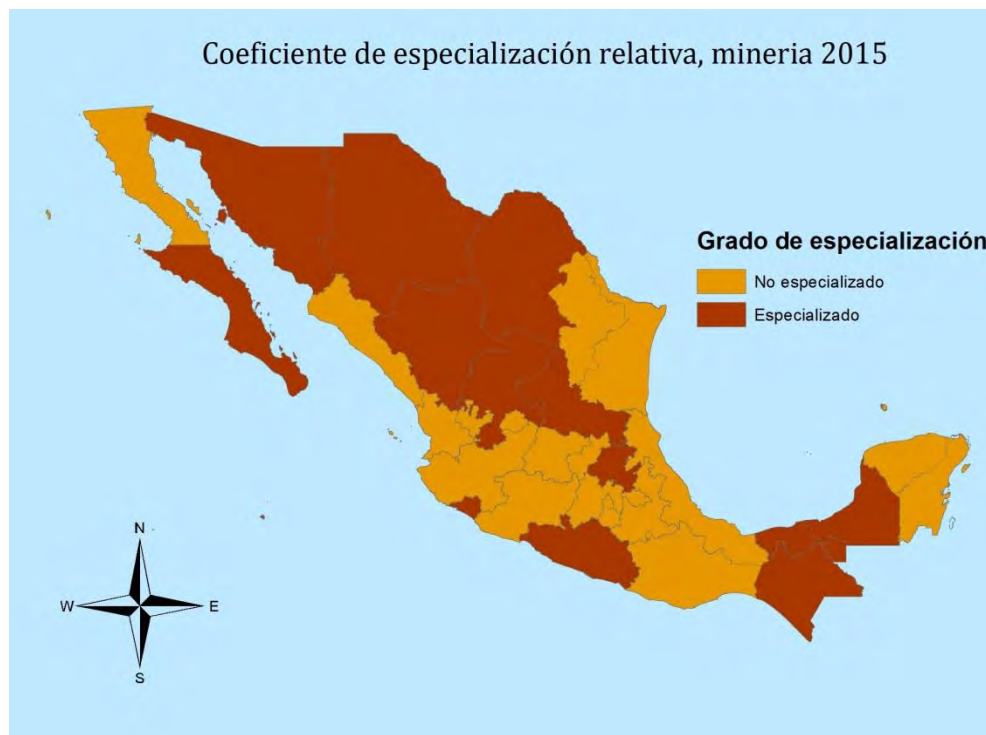 Coeficiente de especialización relativa, mineria 2015
Grado de especialización
No especializado
Especializado
N
W
E
S